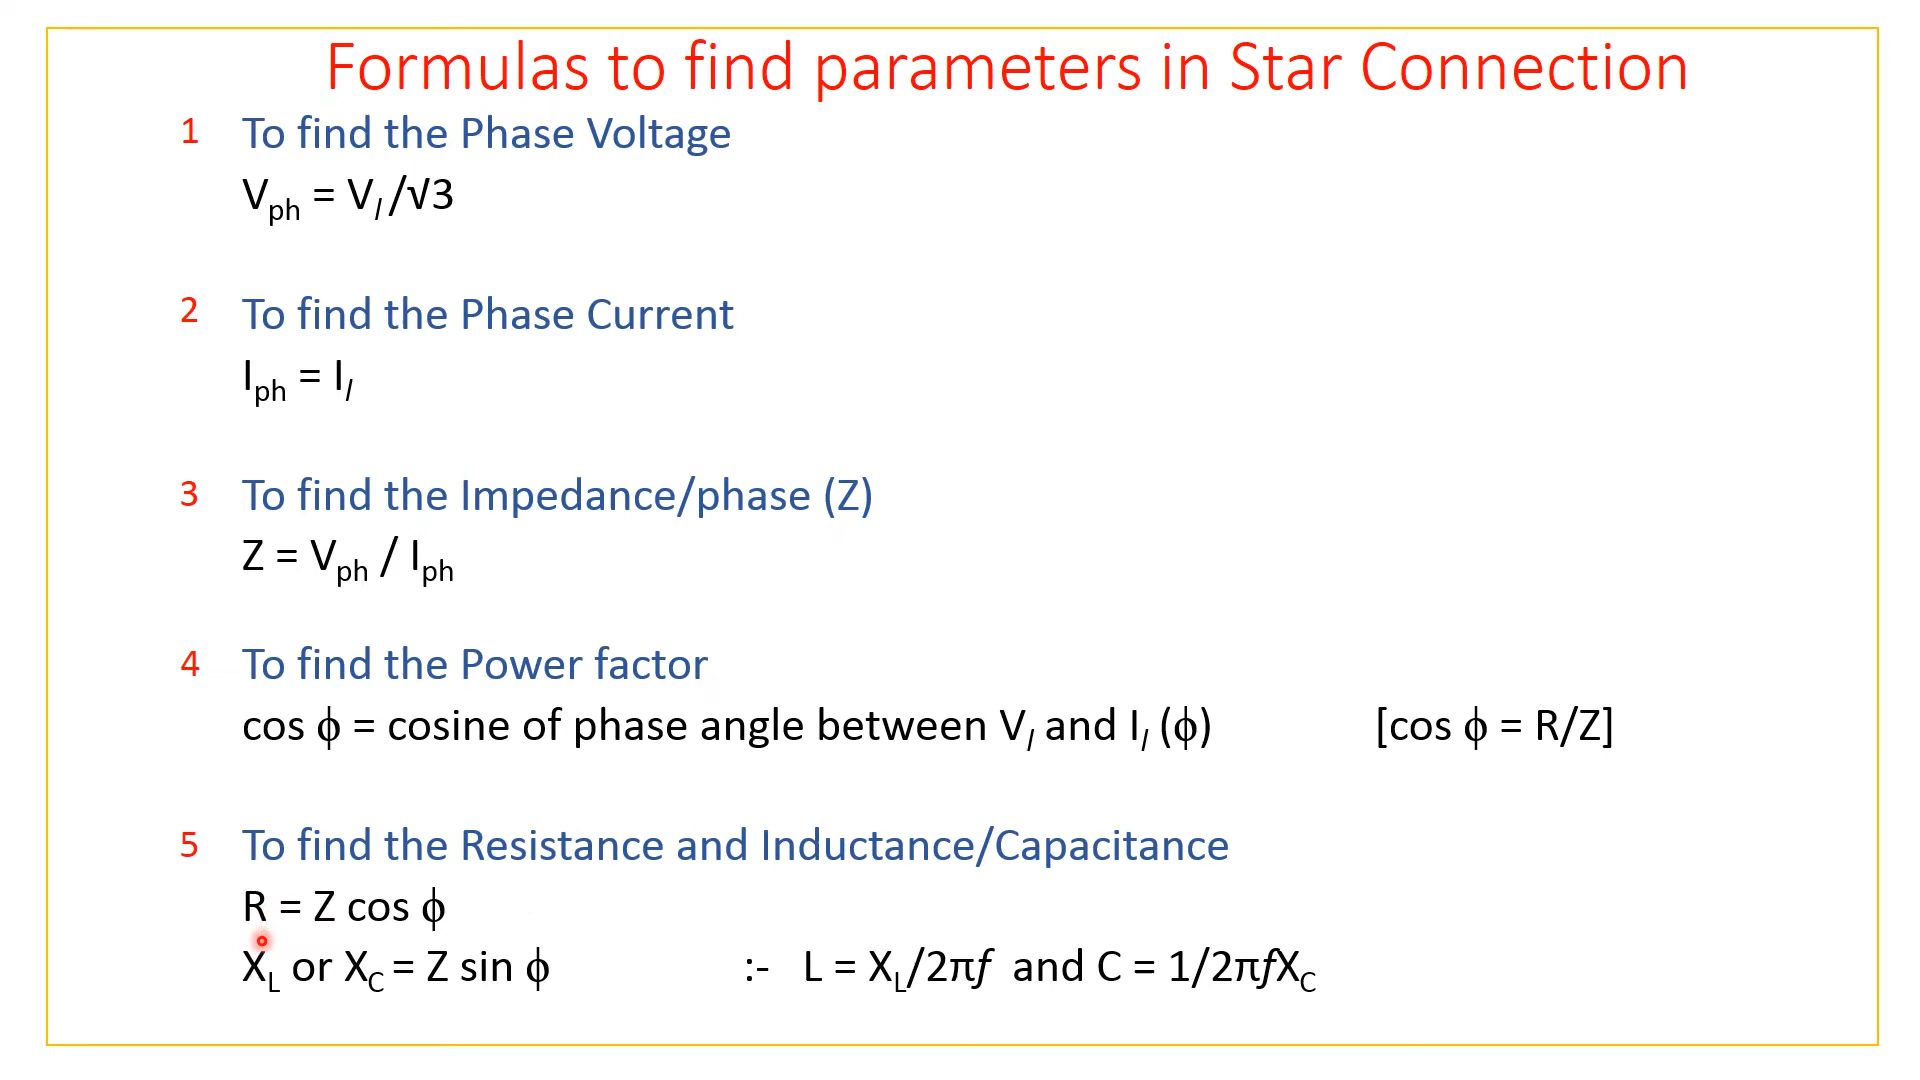 Formulas to find parameters in Star Connection
1 To find the Phase Voltage
Vph = Vl /√3
2 To find the Phase Current
Iph = Il
3 To find the Impedance/phase (Z)
Z = Vph / Iph
4 To find the Power factor
cos ϕ = cosine of phase angle between Vl and Il (ϕ) [cos ϕ = R/Z]
5 To find the Resistance and Inductance/Capacitance
R = Z cos ϕ
XL or XC = Z sin ϕ :- L = XL/2πf and C = 1/2πfXC